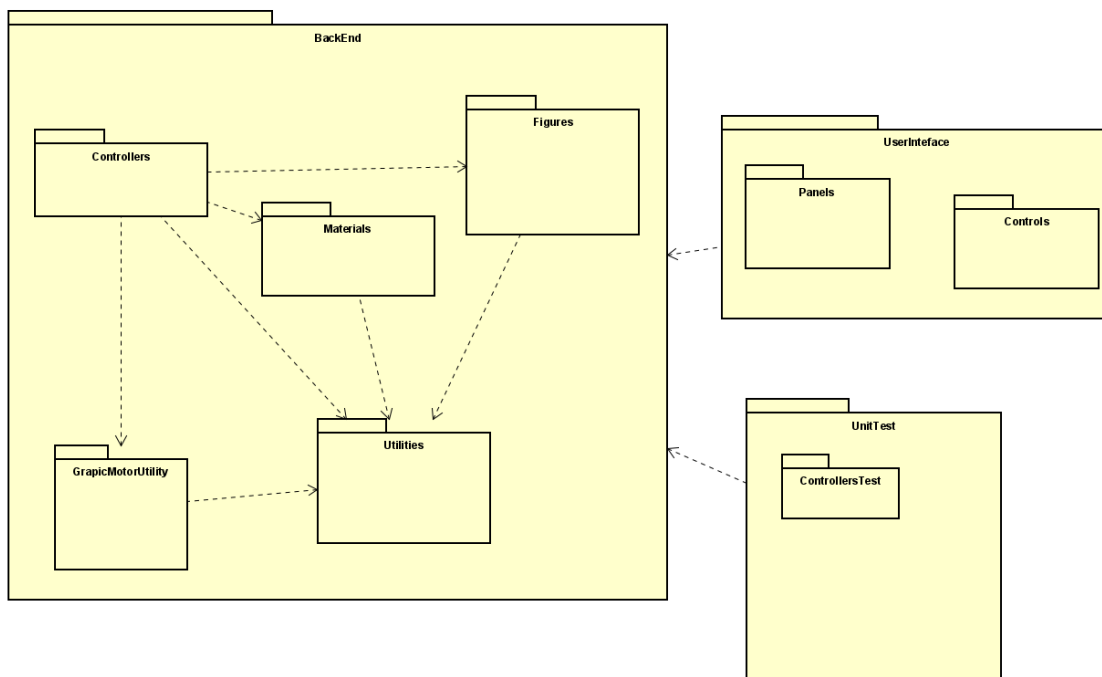 BackEnd
Figures
Controllers
Materials
UserInteface
Panels
Controls
GrapicMotorUtility
Utilities
UnitTest
ControllersTest